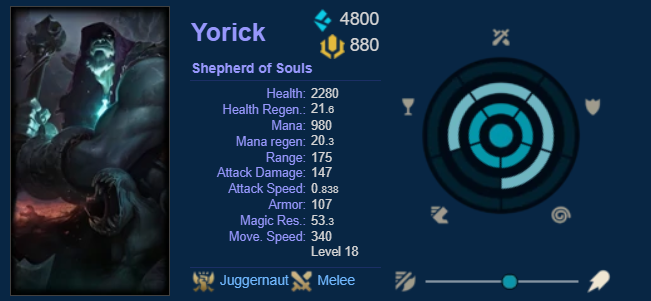 Yorick
4800
880
Shepherd of Souls
Health: 2280
Health Regen.: 21.6
Mana: 980
Mana regen: 20.3
Range: 175
Attack Damage: 147
Attack Speed: 0.838
Armor: 107
Magic Res.: 53.3
Move. Speed: 340
Level 18
Juggernaut Melee